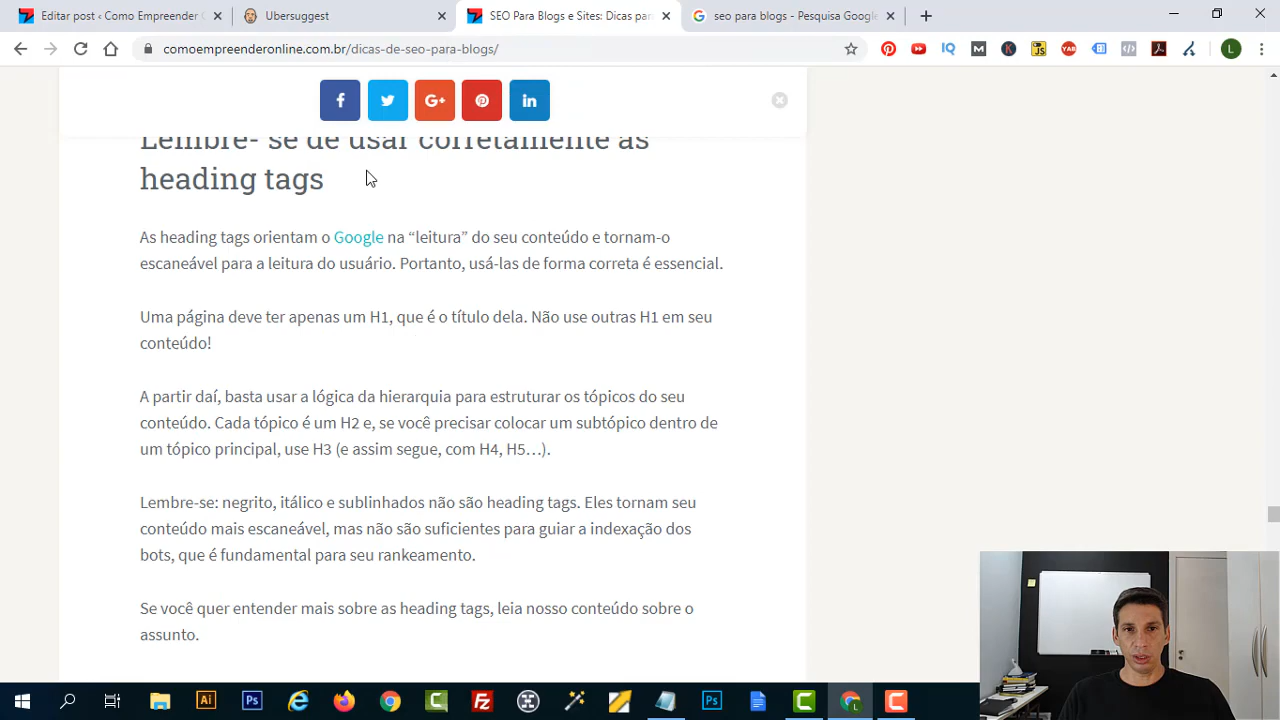 Editar post ‹ Como Empreender O
Ubersuggest
SEO Para Blogs e Sites: Dicas par
seo para blogs - Pesquisa Google
comoempreenderonline.com.br/dicas-de-seo-para-blogs/
Lembre- se de usar corretamente as
heading tags
As heading tags orientam o Google na “leitura” do seu conteúdo e tornam-o
escaneável para a leitura do usuário. Portanto, usá-las de forma correta é essencial.
Uma página deve ter apenas um H1, que é o título dela. Não use outras H1 em seu
conteúdo!
A partir daí, basta usar a lógica da hierarquia para estruturar os tópicos do seu
conteúdo. Cada tópico é um H2 e, se você precisar colocar um subtópico dentro de
um tópico principal, use H3 (e assim segue, com H4, H5…).
Lembre-se: negrito, itálico e sublinhados não são heading tags. Eles tornam seu
conteúdo mais escaneável, mas não são suficientes para guiar a indexação dos
bots, que é fundamental para seu rankeamento.
Se você quer entender mais sobre as heading tags, leia nosso conteúdo sobre o
assunto.